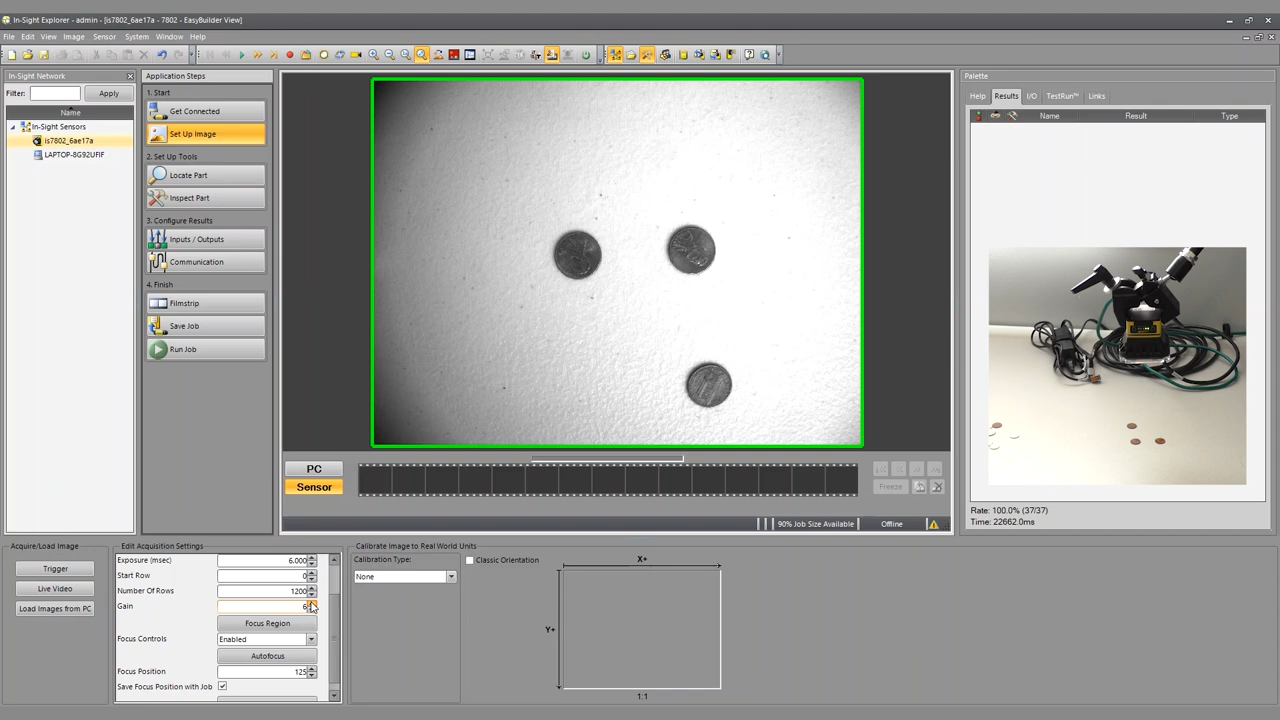 In-Sight Explorer - admin - [is7802_6ae17a - 7802 - EasyBuilder View]
File Edit View Image Sensor System Window Help
In-Sight Network
Filter: Apply
Name
In-Sight Sensors
is7802_6ae17a
LAPTOP-8G92UFIF
Application Steps
1. Start
Get Connected
Set Up Image
2. Set Up Tools
Locate Part
Inspect Part
3. Configure Results
Inputs / Outputs
Communication
4. Finish
Filmstrip
Save Job
Run Job
PC
Sensor
Freeze
90% Job Size Available Offline
Palette
Help Results I/O TestRun™ Links
Name Result Type
Rate: 100.0% (37/37)
Time: 22662.0ms
Acquire/Load Image
Trigger
Live Video
Load Images from PC
Edit Acquisition Settings
Exposure (msec) 6.000
Start Row 0
Number Of Rows 1200
Gain 6
Focus Region
Focus Controls Enabled
Autofocus
Focus Position 125
Save Focus Position with Job
Calibrate Image to Real World Units
Calibration Type:
None
Classic Orientation
X+
Y+
1:1